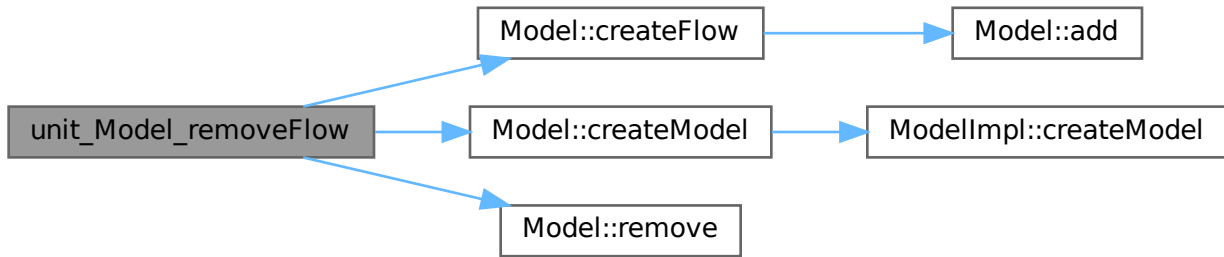 Model::createFlow
Model::add
unit_Model_removeFlow
Model::createModel
ModelImpl::createModel
Model::remove